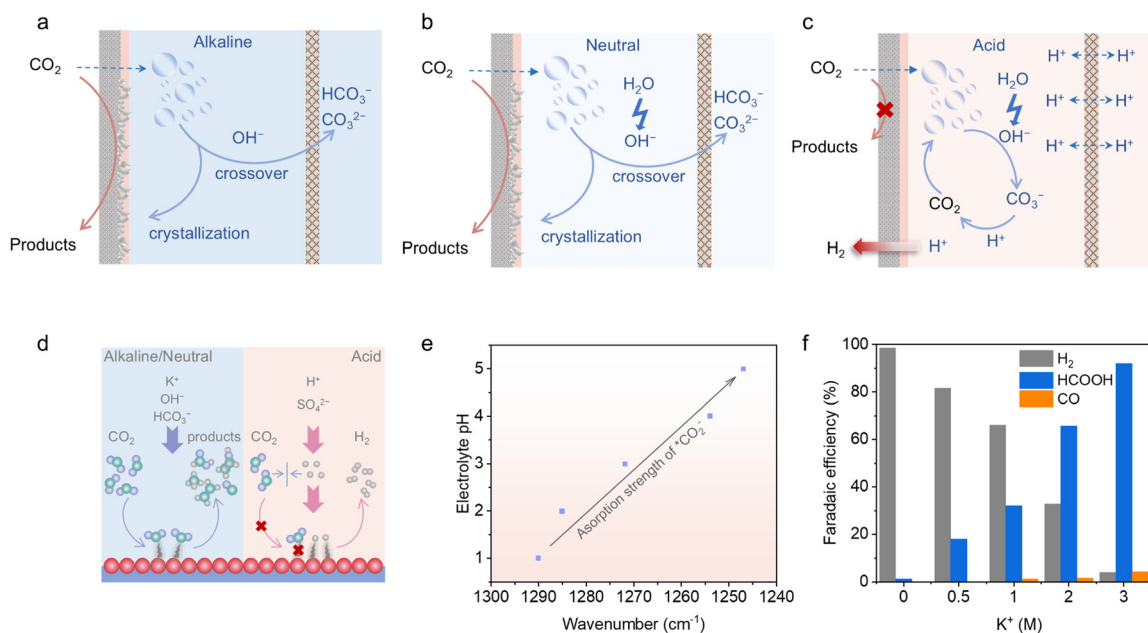 a
Alkaline
CO₂
HCO₃⁻
CO₃²⁻
OH⁻
crossover
crystallization
Products
b
Neutral
CO₂
H₂O
HCO₃⁻
CO₃²⁻
OH⁻
crossover
crystallization
Products
c
Acid
H⁺ H⁺
CO₂
H₂O
H⁺ H⁺
OH⁻
Products
H⁺ H⁺
CO₂
CO₃⁻
H⁺
H₂
H⁺
d
Alkaline/Neutral
Acid
K⁺
OH⁻
HCO₃⁻
H⁺
SO₄²⁻
CO₂
products
CO₂
H₂
e
Electrolyte pH
5
4
3
2
1
Asorption strength of *CO₂⁻
1300 1290 1280 1270 1260 1250 1240
Wavenumber (cm⁻¹)
f
Faradaic efficiency (%)
100
80
60
40
20
0
H₂
HCOOH
CO
0 0.5 1 2 3
K⁺ (M)